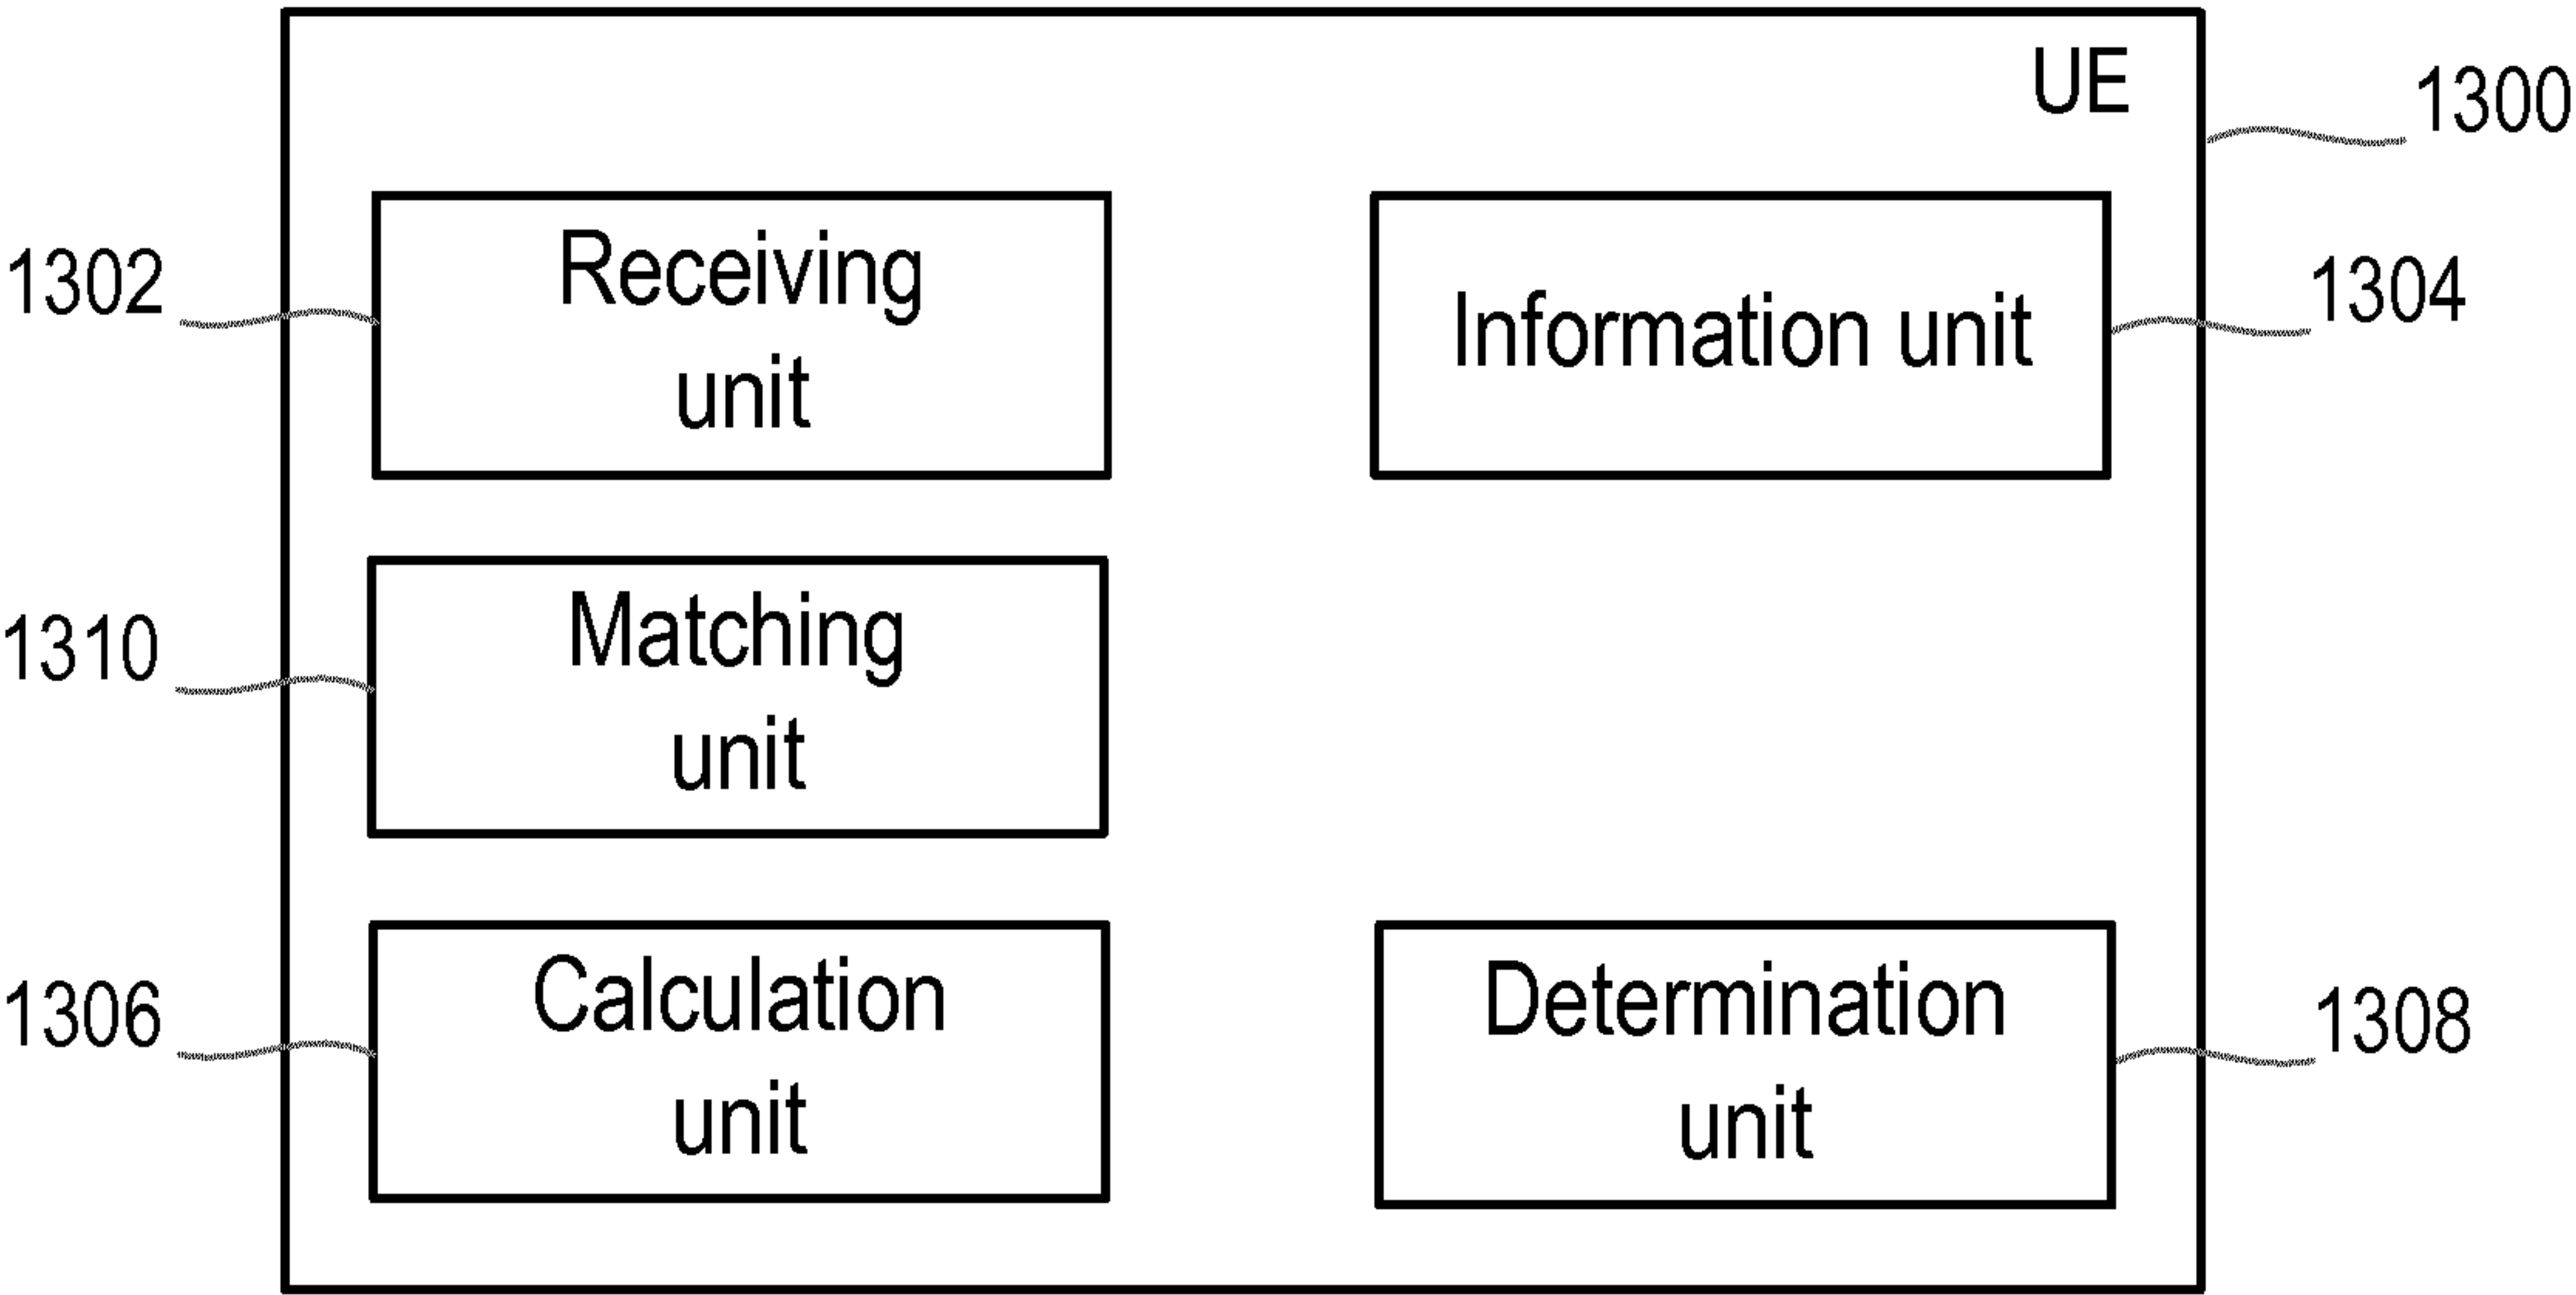 UE
1300
1302
Receiving
unit
Information unit
1304
1310
Matching
unit
1306
Calculation
unit
Determination
unit
1308